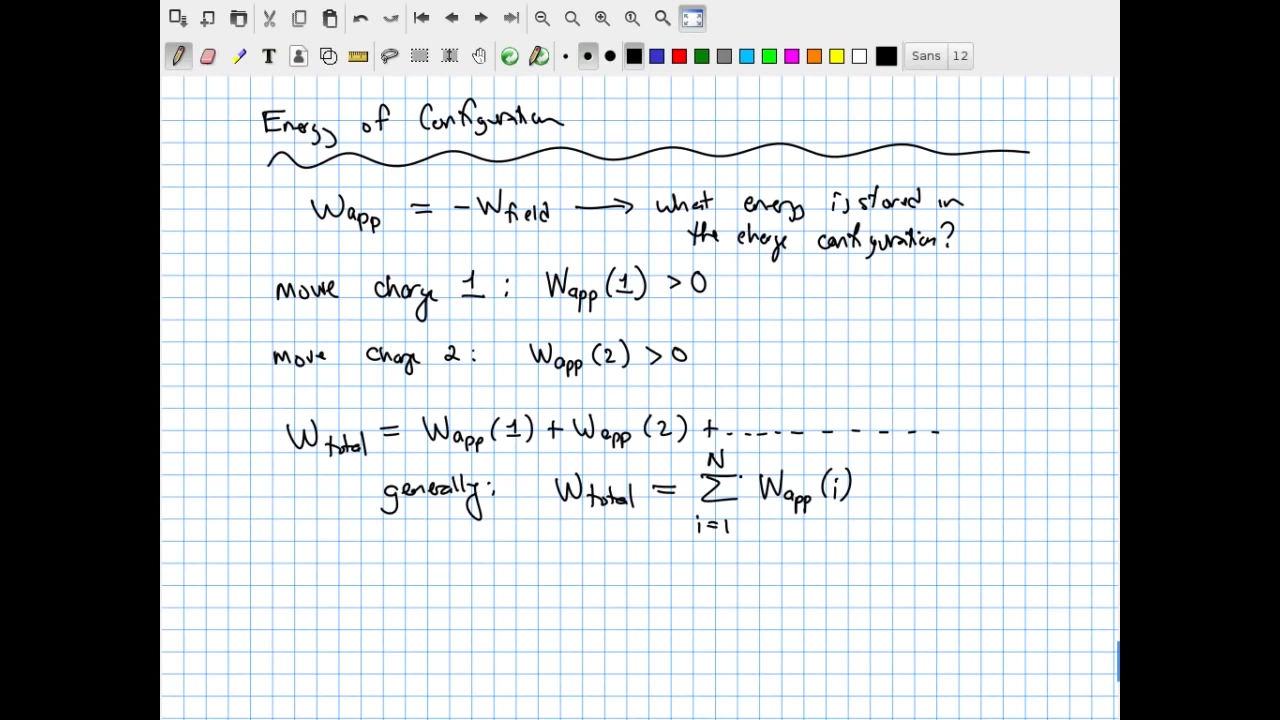 Sans 12
Energy of Configuration
Wapp = -Wfield → what energy is stored in
the charge configuration?
move charge 1 : Wapp(1) > 0
move charge 2 : Wapp(2) > 0
Wtotal = Wapp(1) + Wapp(2) + - - - - - - - - - -
generally: Wtotal = N∑i=1 Wapp(i)